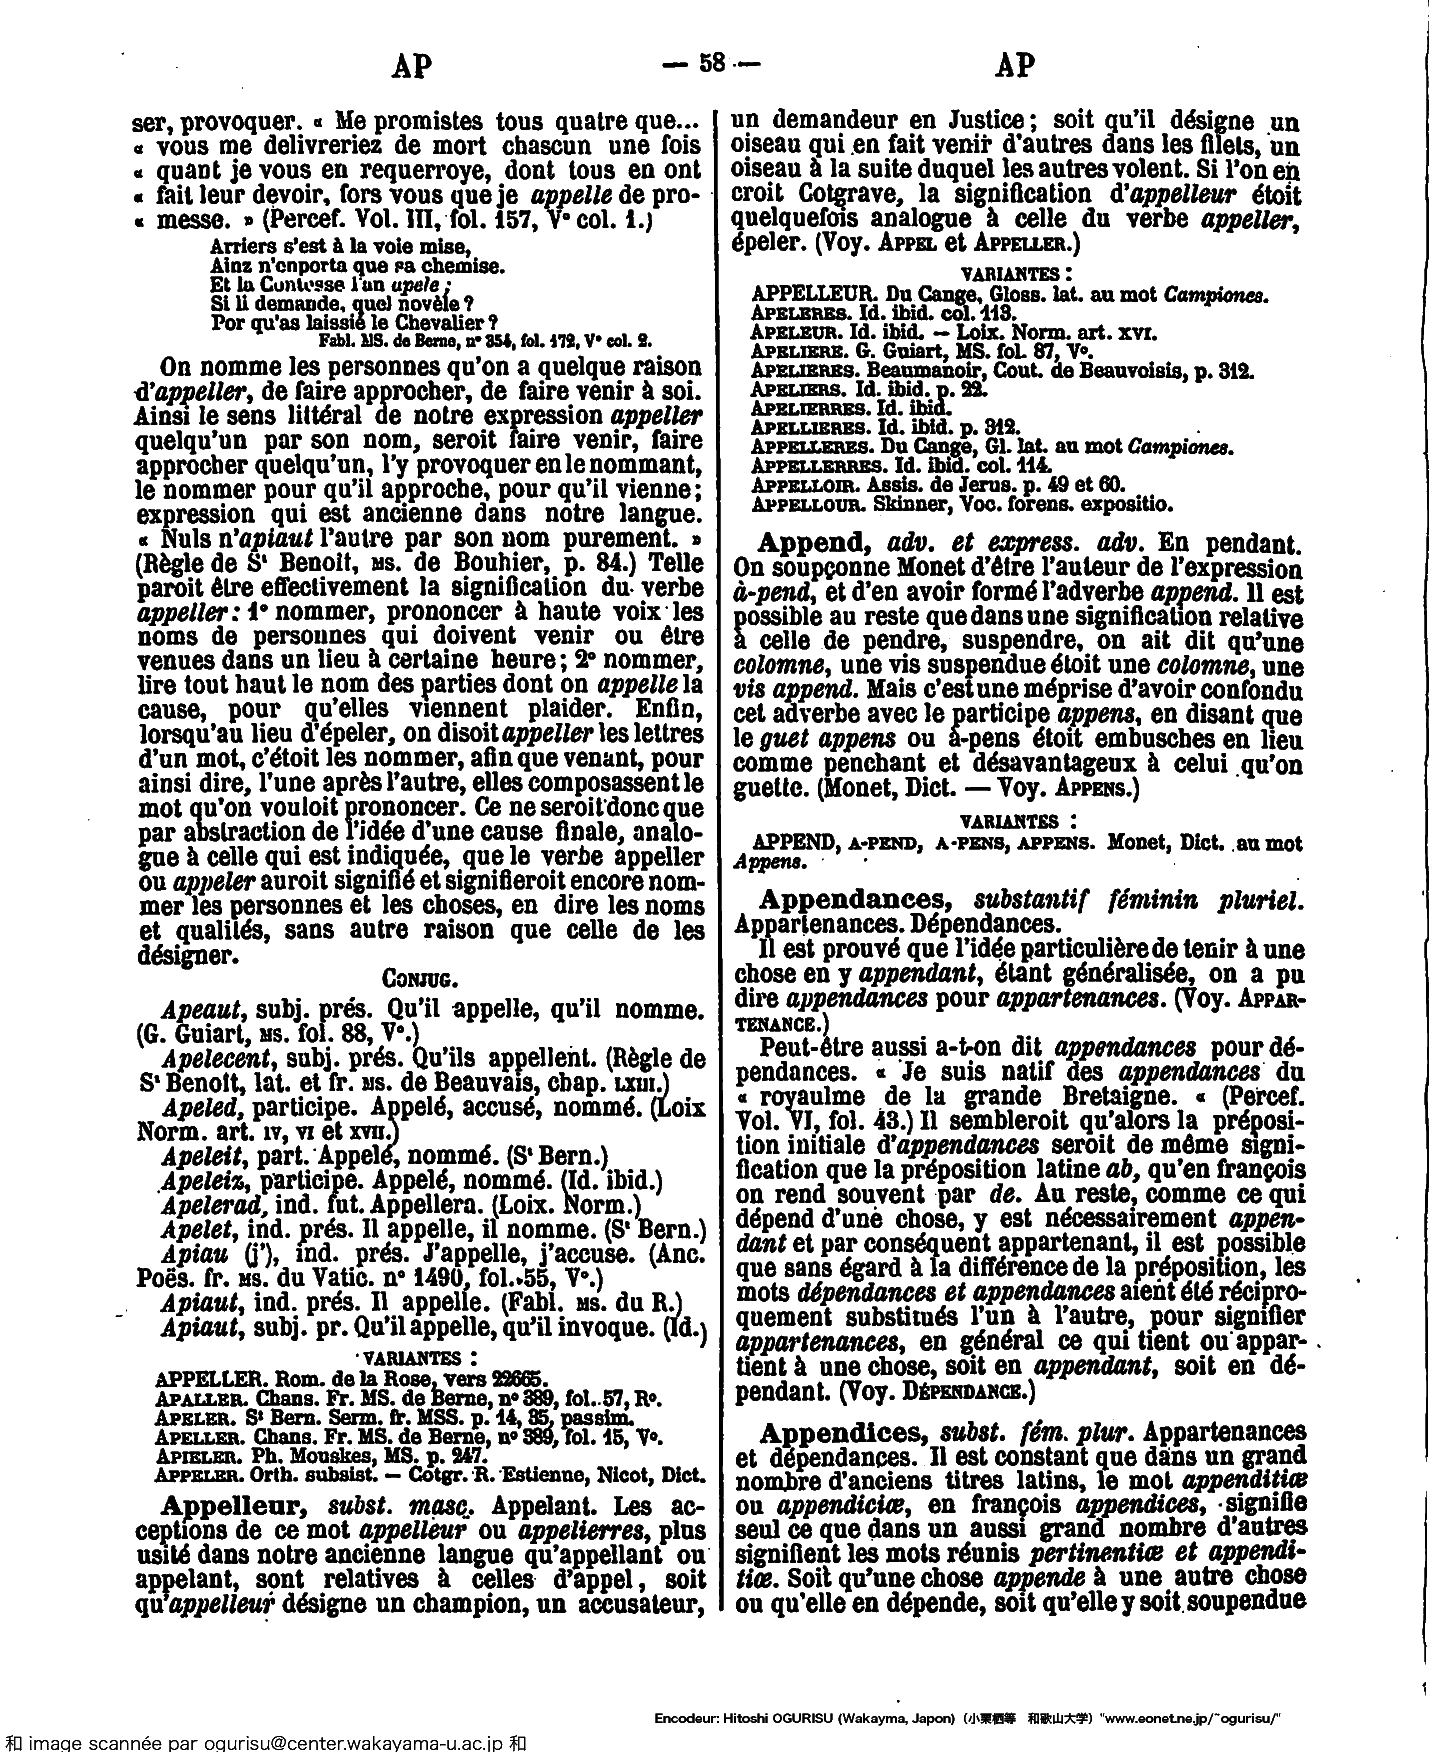 AP — 58 — AP
ser, provoquer. « Me promistes tous quatre que...
« vous me delivreriez de mort chascun une fois
« quant je vous en requerroye, dont tous en ont
« fait leur devoir, fors vous que je appelle de pro-
« messe. » (Percef. Vol. III, fol. 157, V° col. 1.)
Arriers s'est à la voie mise,
Ainz n'enporta que sa chemise.
Et la Contesse l'un apele ;
Si li demande, quel novèle ?
Por qu'as laissié le Chevalier ?
Fabl. MS. de Berne, n° 354, fol. 172, V° col. 2.
On nomme les personnes qu'on a quelque raison
d'appeller, de faire approcher, de faire venir à soi.
Ainsi le sens littéral de notre expression appeller
quelqu'un par son nom, seroit faire venir, faire
approcher quelqu'un, l'y provoquer en le nommant,
le nommer pour qu'il approche, pour qu'il vienne ;
expression qui est ancienne dans notre langue.
« Nuls n'apiaut l'autre par son nom purement. »
(Règle de St Benoit, MS. de Bouhier, p. 84.) Telle
paroit être effectivement la signification du verbe
appeller : 1° nommer, prononcer à haute voix les
noms de personnes qui doivent venir ou être
venues dans un lieu à certaine heure ; 2° nommer,
lire tout haut le nom des parties dont on appelle la
cause, pour qu'elles viennent plaider. Enfin,
lorsqu'au lieu d'épeler, on disoit appeller les lettres
d'un mot, c'étoit les nommer, afin que venant, pour
ainsi dire, l'une après l'autre, elles composassent le
mot qu'on vouloit prononcer. Ce ne seroit donc que
par abstraction de l'idée d'une cause finale, analo-
gue à celle qui est indiquée, que le verbe appeller
ou appeler auroit signifié et signifieroit encore nom-
mer les personnes et les choses, en dire les noms
et qualités, sans autre raison que celle de les
désigner.
CONJUG.
Apeaut, subj. prés. Qu'il appelle, qu'il nomme.
(G. Guiart, MS. fol. 88, V°.)
Apelecent, subj. prés. Qu'ils appellent. (Règle de
St Benoit, lat. et fr. MS. de Beauvais, chap. LXIII.)
Apeled, participe. Appelé, accusé, nommé. (Loix
Norm. art. IV, VI et XVII.)
Apeleit, part. Appelé, nommé. (St Bern.)
Apeleiz, participe. Appelé, nommé. (Id. ibid.)
Apelerad, ind. fut. Appellera. (Loix. Norm.)
Apelet, ind. prés. Il appelle, il nomme. (St Bern.)
Apiau (j'), ind. prés. J'appelle, j'accuse. (Anc.
Poës. fr. MS. du Vatic. n° 1490, fol. 55, V°.)
Apiaut, ind. prés. Il appelle. (Fabl. MS. du R.)
Apiaut, subj. pr. Qu'il appelle, qu'il invoque. (Id.)
VARIANTES :
APPELLER. Rom. de la Rose, vers 22665.
APALLER. Chans. Fr. MS. de Berne, n° 389, fol. 57, R°.
APELER. St Bern. Serm. fr. MSS. p. 14, 35, passim.
APELLER. Chans. Fr. MS. de Berne, n° 389, fol. 15, V°.
APIELER. Ph. Mouskes, MS. p. 247.
APPELER. Orth. subsist. — Cotgr. R. Estienne, Nicot, Dict.
Appelleur, subst. masc. Appelant. Les ac-
ceptions de ce mot appelleur ou appelierres, plus
usité dans notre ancienne langue qu'appellant ou
appelant, sont relatives à celles d'appel, soit
qu'appelleur désigne un champion, un accusateur,
un demandeur en Justice ; soit qu'il désigne un
oiseau qui en fait venir d'autres dans les filets, un
oiseau à la suite duquel les autres volent. Si l'on en
croit Cotgrave, la signification d'appelleur étoit
quelquefois analogue à celle du verbe appeller,
épeler. (Voy. APPEL et APPELLER.)
VARIANTES :
APPELLEUR. Du Cange, Gloss. lat. au mot Campiones.
APELERES. Id. ibid. col. 113.
APELEUR. Id. ibid. — Loix. Norm. art. XVI.
APELIERE. G. Guiart, MS. fol. 87, V°.
APELIERES. Beaumanoir, Cout. de Beauvoisis, p. 312.
APELIERS. Id. ibid. p. 22.
APELIERRES. Id. ibid.
APELLIERES. Id. ibid. p. 312.
APPELLERES. Du Cange, Gl. lat. au mot Campiones.
APPELLERRES. Id. ibid. col. 114.
APPELLOIR. Assis. de Jerus. p. 49 et 60.
APPELLOUR. Skinner, Voc. forens. expositio.
Append, adv. et express. adv. En pendant.
On soupçonne Monet d'être l'auteur de l'expression
à-pend, et d'en avoir formé l'adverbe append. Il est
possible au reste que dans une signification relative
à celle de pendre, suspendre, on ait dit qu'une
colomne, une vis suspendue étoit une colomne, une
vis append. Mais c'est une méprise d'avoir confondu
cet adverbe avec le participe appens, en disant que
le guet appens ou à-pens étoit embusches en lieu
comme penchant et désavantageux à celui qu'on
guette. (Monet, Dict. — Voy. APPENS.)
VARIANTES :
APPEND, A-PEND, A-PENS, APPENS. Monet, Dict. au mot
Appens.
Appendances, substantif féminin pluriel.
Appartenances. Dépendances.
Il est prouvé que l'idée particulière de tenir à une
chose en y appendant, étant généralisée, on a pu
dire appendances pour appartenances. (Voy. APPAR-
TENANCE.)
Peut-être aussi a-t-on dit appendances pour dé-
pendances. « Je suis natif des appendances du
« royaulme de la grande Bretaigne. « (Percef.
Vol. VI, fol. 43.) Il sembleroit qu'alors la préposi-
tion initiale d'appendances seroit de même signi-
fication que la préposition latine ab, qu'en françois
on rend souvent par de. Au reste, comme ce qui
dépend d'une chose, y est nécessairement appen-
dant et par conséquent appartenant, il est possible
que sans égard à la différence de la préposition, les
mots dépendances et appendances aient été récipro-
quement substitués l'un à l'autre, pour signifier
appartenances, en général ce qui tient ou appar-
tient à une chose, soit en appendant, soit en dé-
pendant. (Voy. DÉPENDANCE.)
Appendices, subst. fém. plur. Appartenances
et dépendances. Il est constant que dans un grand
nombre d'anciens titres latins, le mot appenditiæ
ou appendiciæ, en françois appendices, signifie
seul ce que dans un aussi grand nombre d'autres
signifient les mots réunis pertinentiæ et appendi-
tiæ. Soit qu'une chose appende à une autre chose
ou qu'elle en dépende, soit qu'elle y soit soupendue
Encodeur: Hitoshi OGURISU (Wakayma, Japon) (小栗栖等 和歌山大学) "www.eonet.ne.jp/~ogurisu/"
和 image scannée par ogurisu@center.wakayama-u.ac.jp 和